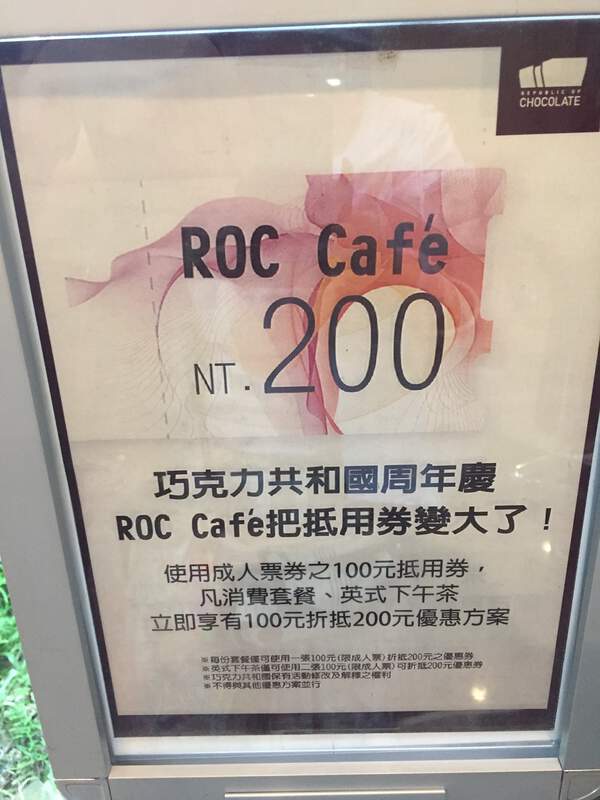 REPUBLIC OF
CHOCOLATE
ROC Café
NT.200
巧克力共和國周年慶
ROC Café把抵用券變大了！
使用成人票券之100元抵用券，
凡消費套餐、英式下午茶
立即享有100元折抵200元優惠方案
※每份套餐僅可使用一張100元(限成人票)折抵200元之優惠券
※英式下午茶僅可使用二張100元(限成人票)可折抵200元優惠券
※巧克力共和國保有活動修改及解釋之權利
※不得與其他優惠方案並行